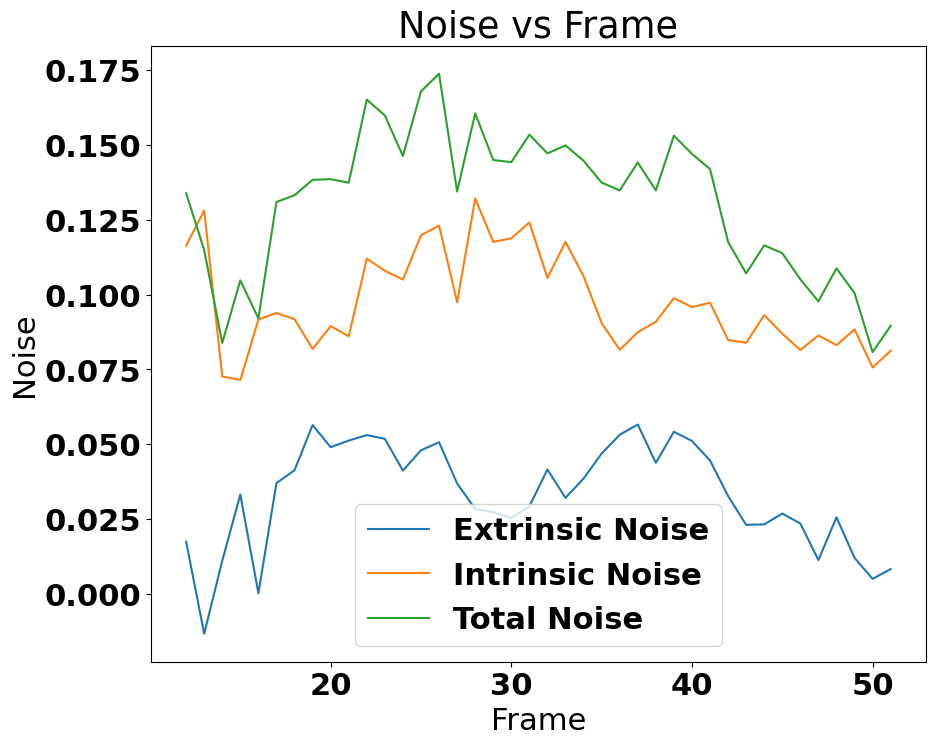 Noise vs Frame
0.175
0.150
0.125
0.100
0.075
0.050
0.025
0.000
Noise
Extrinsic Noise
Intrinsic Noise
Total Noise
20 30 40 50
Frame